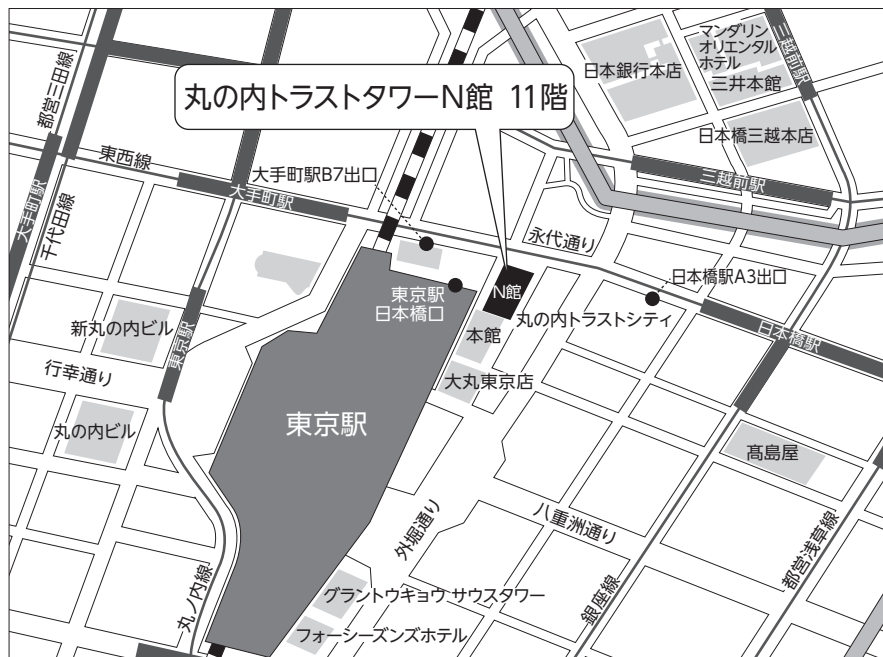 マンダリン
オリエンタル
ホテル
三井本館
三越前駅
日本銀行本店
日本橋三越本店
三越前駅
丸の内トラストタワーN館 11階
都営三田線
東西線
大手町駅B7出口
大手町駅
大手町駅
千代田線
永代通り
日本橋駅A3出口
N館
東京駅
日本橋口
丸の内トラストシティ
日本橋駅
本館
新丸の内ビル
東京駅
行幸通り
大丸東京店
丸の内ビル
東京駅
髙島屋
外堀通り
八重洲通り
都営浅草線
銀座線
丸ノ内線
グラントウキョウ サウスタワー
フォーシーズンズホテル